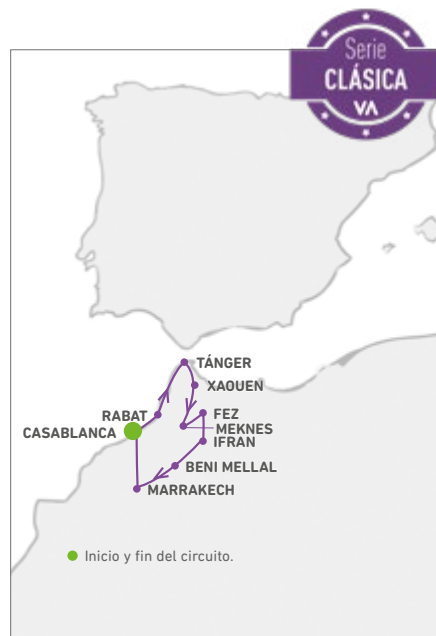 Serie
CLÁSICA
VA
TÁNGER
XAOUEN
FEZ
RABAT
MEKNES
CASABLANCA
IFRAN
BENI MELLAL
MARRAKECH
Inicio y fin del circuito.